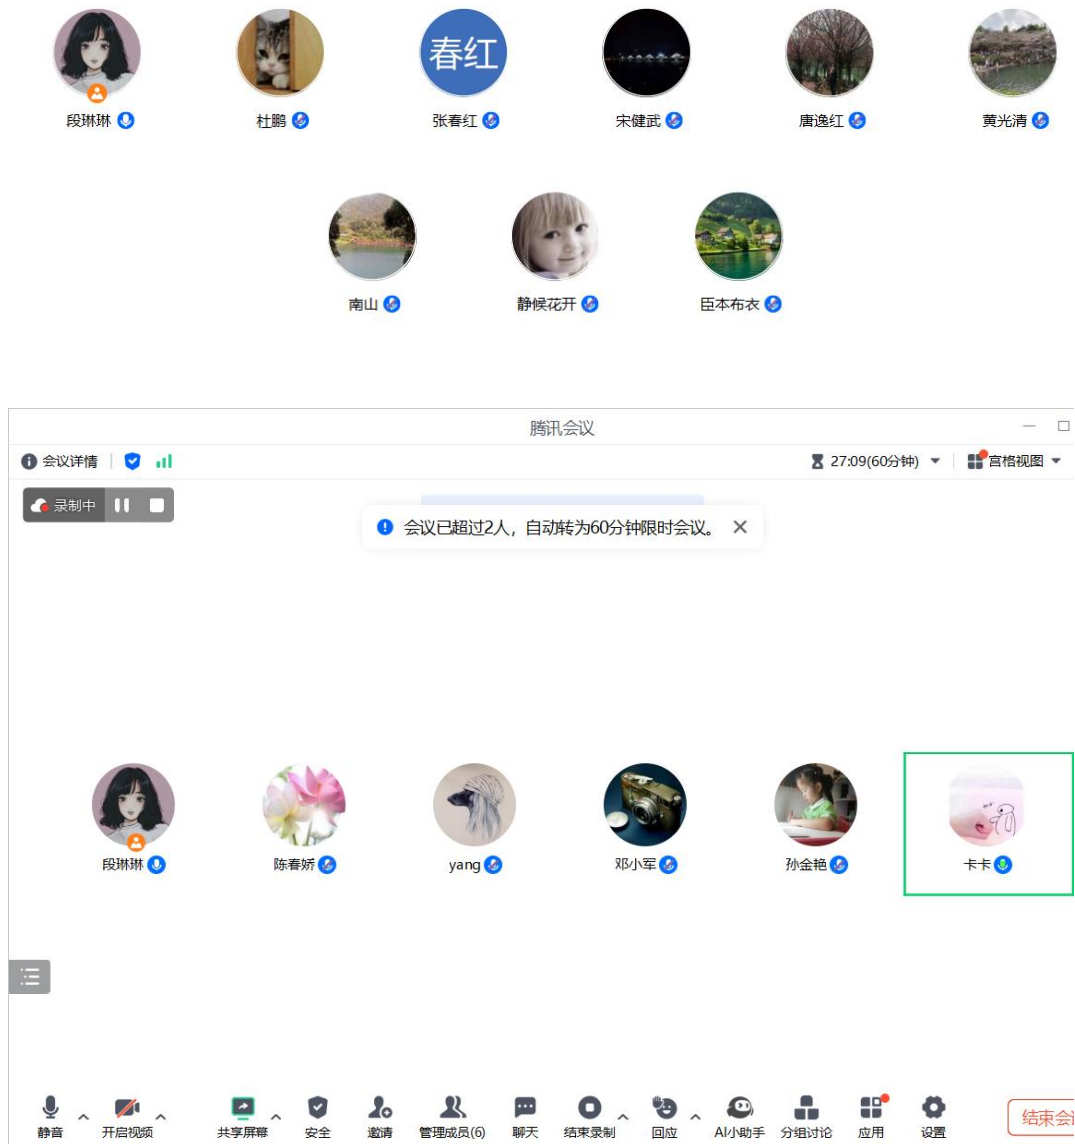 春红
段琳琳 杜鹏 张春红 宋健武 唐逸红 黄光清
南山 静候花开 臣本布衣
腾讯会议
会议详情 27:09(60分钟) 宫格视图
录制中
会议已超过2人，自动转为60分钟限时会议。
段琳琳 陈春娇 yang 邓小军 孙金艳 卡卡
静音 开启视频 共享屏幕 安全 邀请 管理成员(6) 聊天 结束录制 回应 AI小助手 分组讨论 应用 设置 结束会